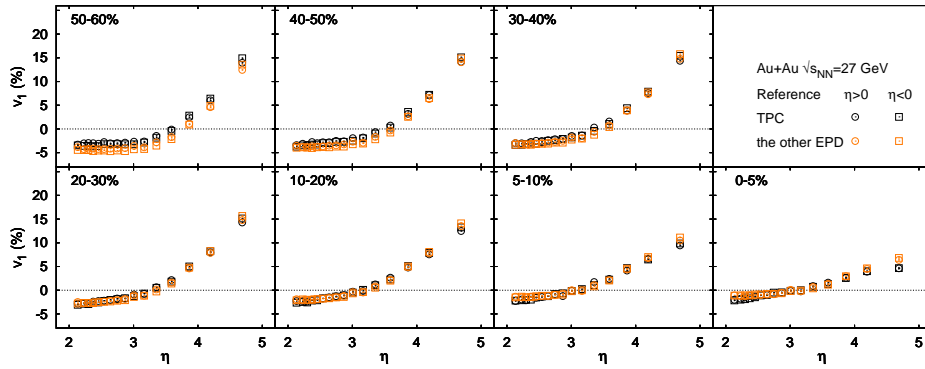 50-60%
40-50%
30-40%
15
10
5
0
-5
v1 (%)
Au+Au √sNN=27 GeV
Reference η>0 η<0
TPC
the other EPD
20-30%
10-20%
5-10%
0-5%
15
10
5
0
-5
v1 (%)
2 3 4 5 2 3 4 5 2 3 4 5 2 3 4 5
η η η η